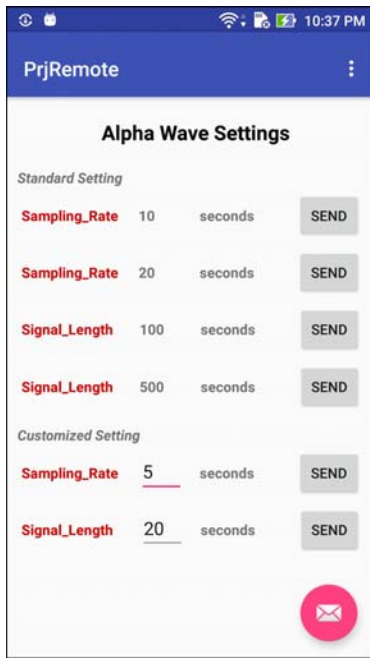 10:37 PM
PrjRemote
Alpha Wave Settings
Standard Setting
Sampling_Rate 10 seconds SEND
Sampling_Rate 20 seconds SEND
Signal_Length 100 seconds SEND
Signal_Length 500 seconds SEND
Customized Setting
Sampling_Rate 5 seconds SEND
Signal_Length 20 seconds SEND